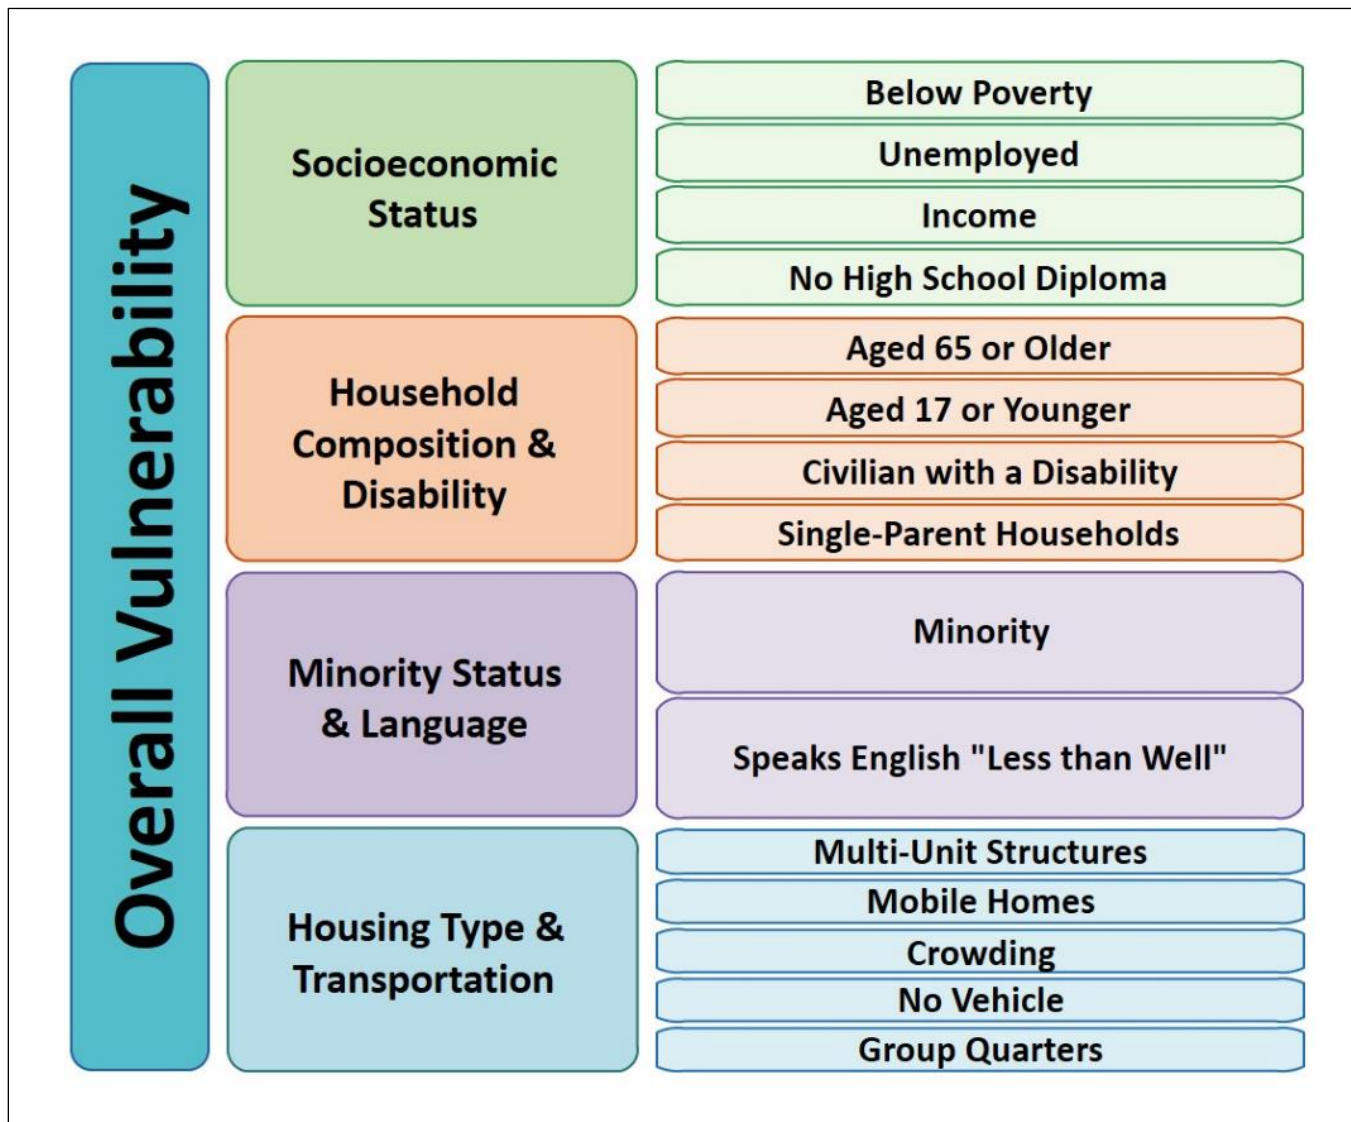 Overall Vulnerability
Socioeconomic
Status
Below Poverty
Unemployed
Income
No High School Diploma
Household
Composition &
Disability
Aged 65 or Older
Aged 17 or Younger
Civilian with a Disability
Single-Parent Households
Minority Status
& Language
Minority
Speaks English "Less than Well"
Housing Type &
Transportation
Multi-Unit Structures
Mobile Homes
Crowding
No Vehicle
Group Quarters